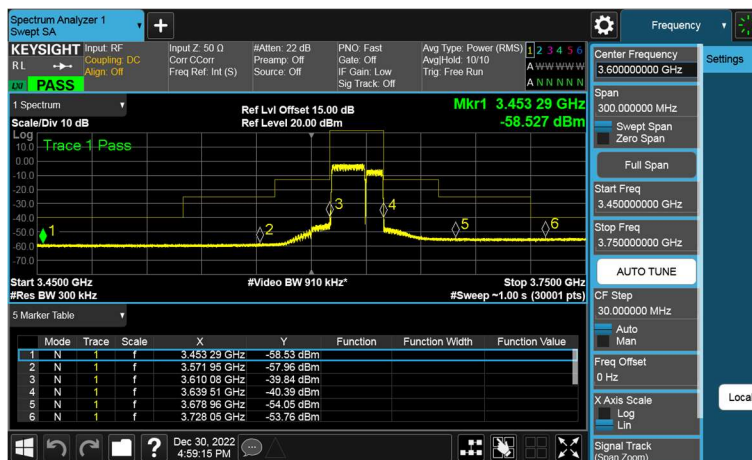 Spectrum Analyzer 1
Swept SA
Frequency
KEYSIGHT
Input: RF
Coupling: DC
Align: Off
Input Z: 50 Ω
Corr CCorr
Freq Ref: Int (S)
#Atten: 22 dB
Preamp: Off
Source: Off
PNO: Fast
Gate: Off
IF Gain: Low
Sig Track: Off
Avg Type: Power (RMS)
Avg|Hold: 10/10
Trig: Free Run
1 2 3 4 5 6
A W W W W W
A N N N N N
R L
LXI PASS
1 Spectrum
Scale/Div 10 dB
Ref Lvl Offset 15.00 dB
Ref Level 20.00 dBm
Mkr1 3.453 29 GHz
-58.527 dBm
Log
Trace 1 Pass
10.0
0.00
-10.0
-20.0
-30.0
-40.0
-50.0
-60.0
-70.0
1
2
3
4
5
6
Start 3.4500 GHz
#Res BW 300 kHz
#Video BW 910 kHz*
Stop 3.7500 GHz
#Sweep ~1.00 s (30001 pts)
5 Marker Table
Mode Trace Scale X Y Function Function Width Function Value
1 N 1 f 3.453 29 GHz -58.53 dBm
2 N 1 f 3.571 95 GHz -57.96 dBm
3 N 1 f 3.610 08 GHz -39.84 dBm
4 N 1 f 3.639 51 GHz -40.39 dBm
5 N 1 f 3.678 96 GHz -54.05 dBm
6 N 1 f 3.728 05 GHz -53.76 dBm
Dec 30, 2022
4:59:15 PM
Center Frequency
3.600000000 GHz
Settings
Span
300.000000 MHz
Swept Span
Zero Span
Full Span
Start Freq
3.450000000 GHz
Stop Freq
3.750000000 GHz
AUTO TUNE
CF Step
30.000000 MHz
Auto
Man
Freq Offset
0 Hz
X Axis Scale
Log
Lin
Local
Signal Track
(Span Zoom)